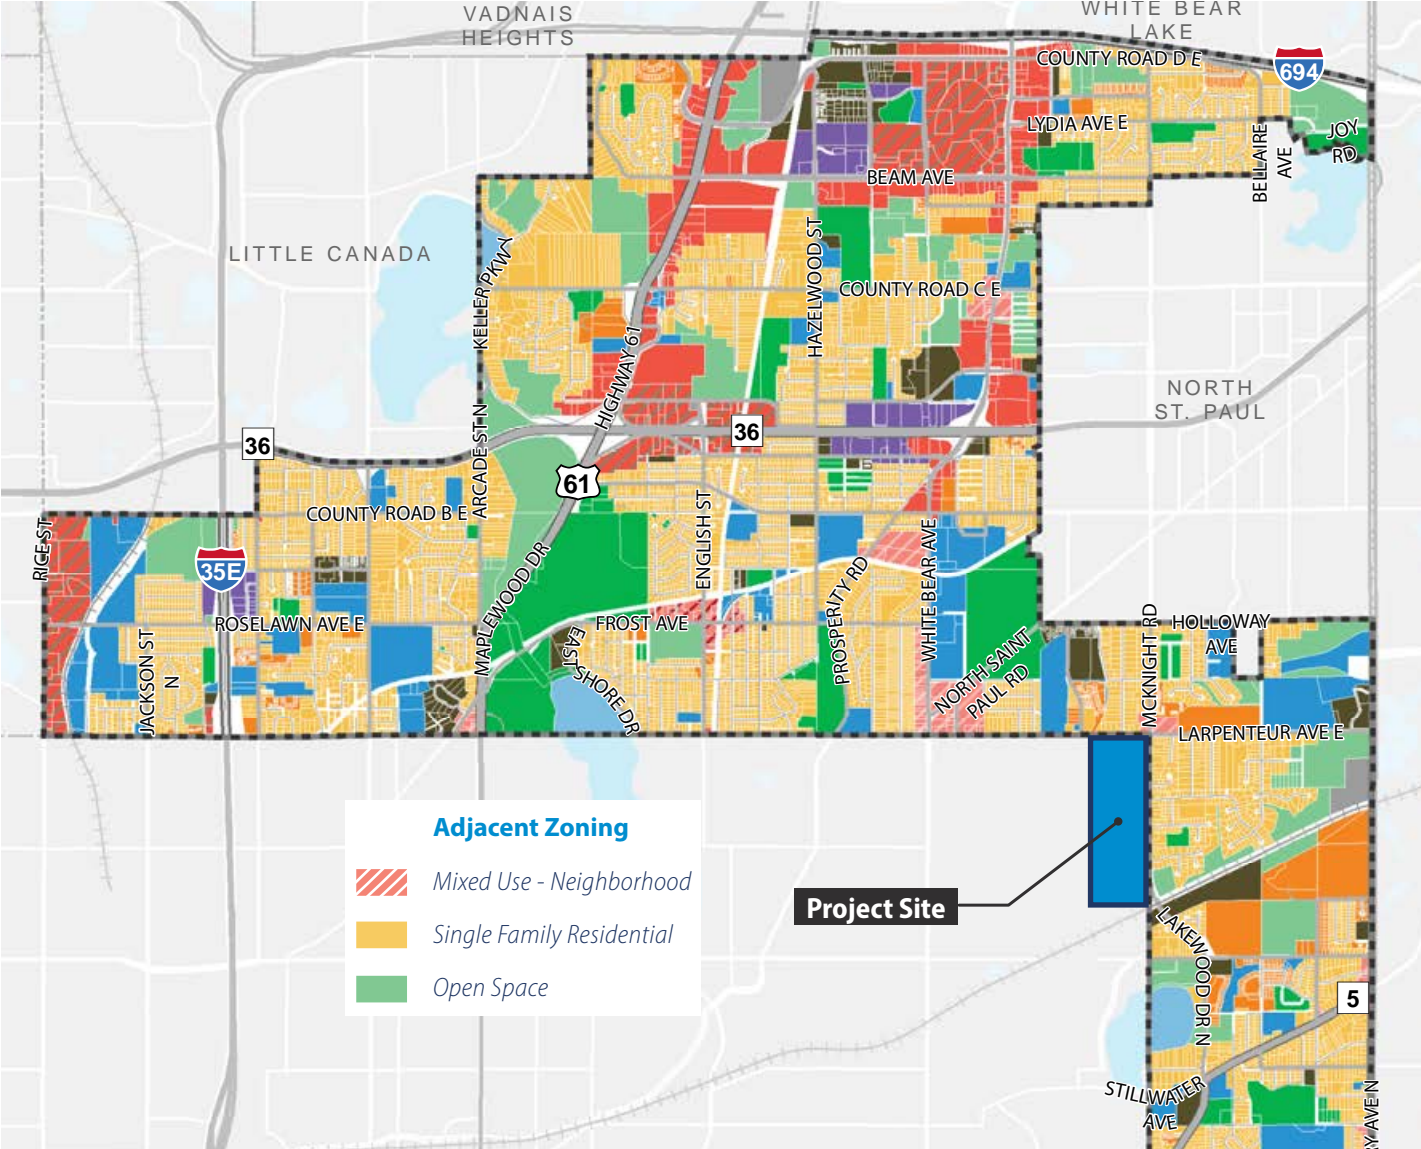 VADNAIS
HEIGHTS
WHITE BEAR
LAKE
COUNTY ROAD D E
694
LYDIA AVE E
JOY
RD
BELLAIRE
AVE
BEAM AVE
LITTLE CANADA
KELLER PKWY
HAZELWOOD ST
COUNTY ROAD C E
HIGHWAY 61
NORTH
ST. PAUL
36
36
ARCADE ST N
61
COUNTY ROAD B E
ENGLISH ST
RICE ST
35E
MAPLEWOOD DR
PROSPERITY RD
WHITE BEAR AVE
ROSELAWN AVE E
FROST AVE
HOLLOWAY
AVE
MCKNIGHT RD
JACKSON ST
N
EAST
SHORE DR
NORTH SAINT
PAUL RD
LARPENTEUR AVE E
Adjacent Zoning
Mixed Use - Neighborhood
Single Family Residential
Open Space
Project Site
LAKEWOOD DR N
5
STILLWATER
AVE
Y AVE N